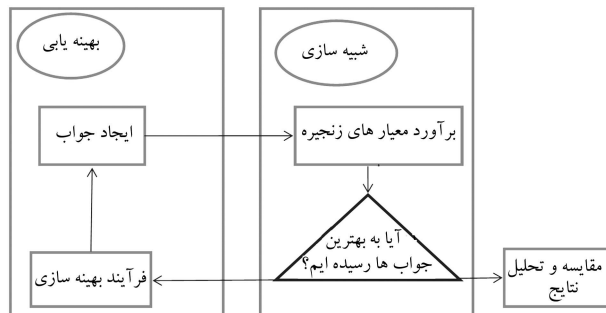 بهینه یابی
شبیه سازی
ایجاد جواب
برآورد معیار های زنجیره
آیا به بهترین
جواب ها رسیده ایم؟
فرآیند بهینه سازی
مقایسه و تحلیل
نتایج